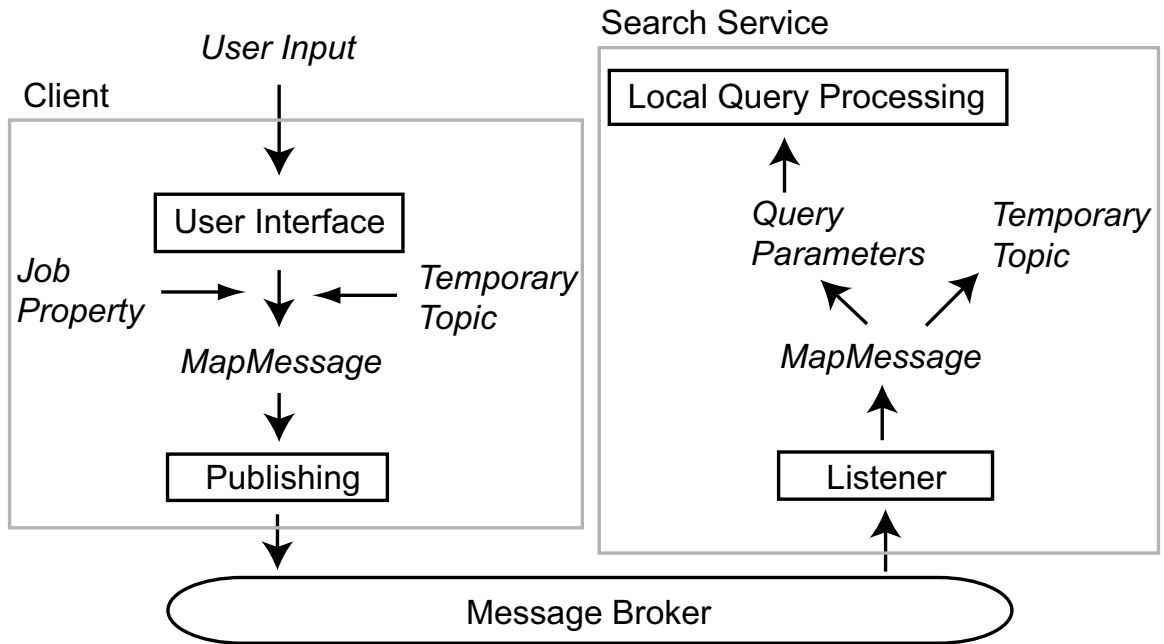 User Input
Client
User Interface
Job
Property
Temporary
Topic
MapMessage
Publishing
Search Service
Local Query Processing
Query
Parameters
Temporary
Topic
MapMessage
Listener
Message Broker